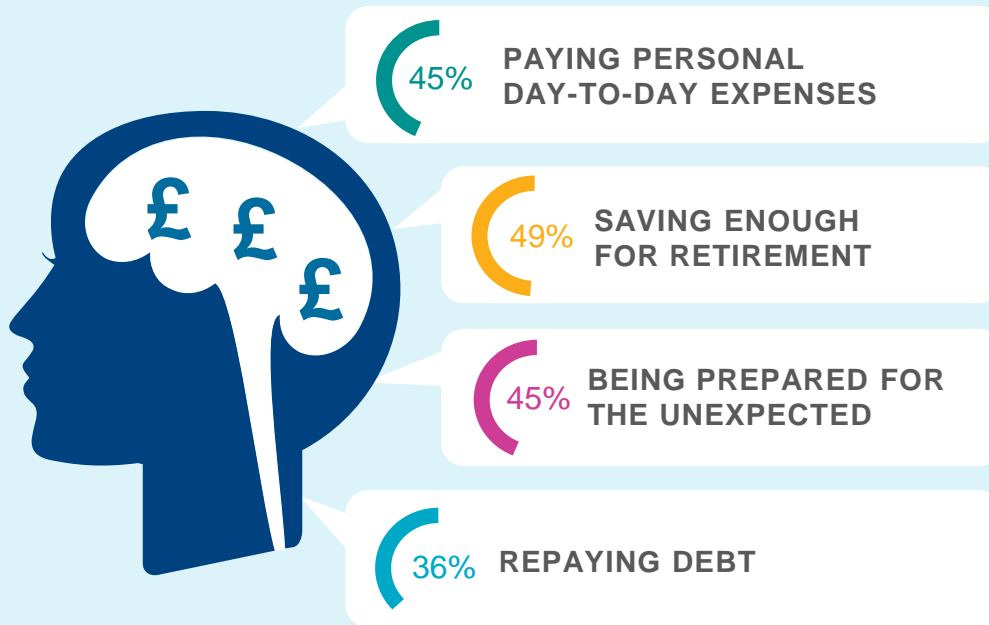 45%
PAYING PERSONAL
DAY-TO-DAY EXPENSES
£
£
£
49%
SAVING ENOUGH
FOR RETIREMENT
45%
BEING PREPARED FOR
THE UNEXPECTED
36%
REPAYING DEBT